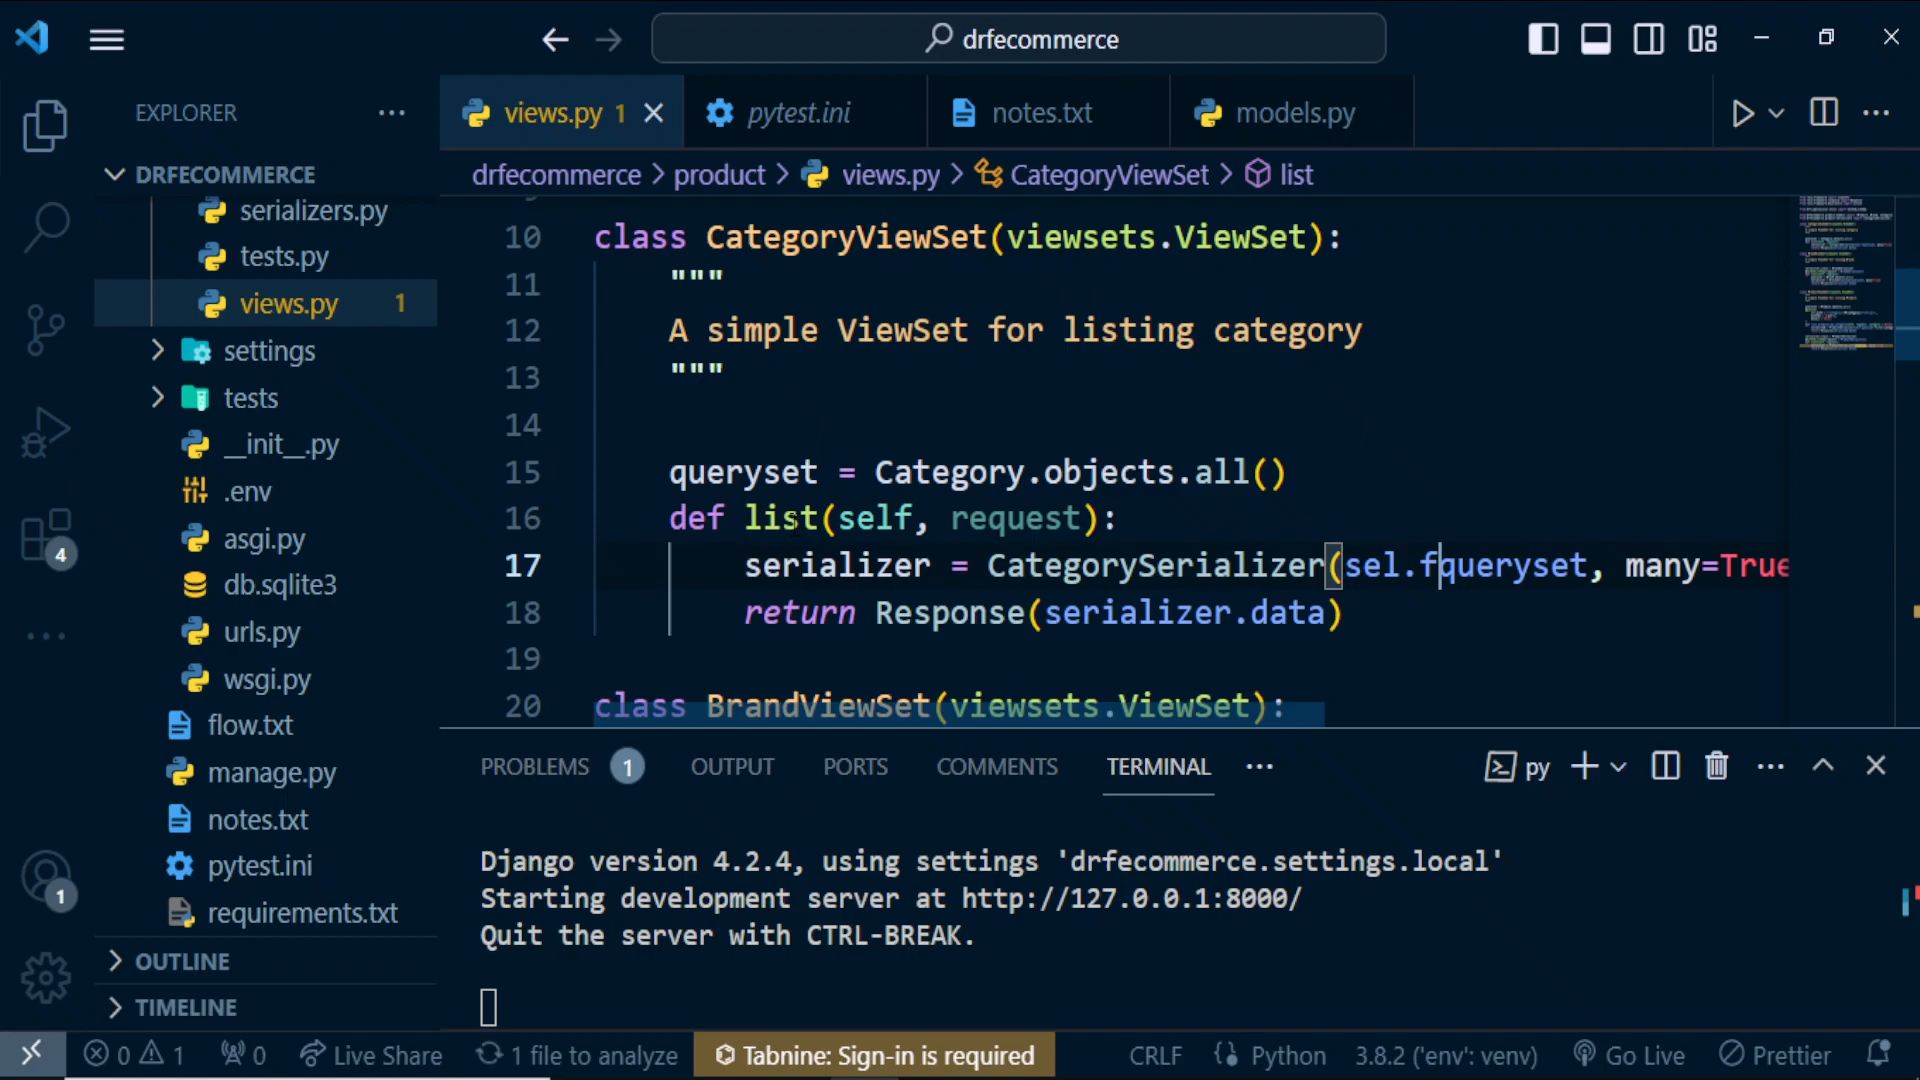 drfecommerce
EXPLORER
views.py 1
pytest.ini
notes.txt
models.py
DRFECOMMERCE
drfecommerce > product > views.py > CategoryViewSet > list
serializers.py
tests.py
views.py 1
settings
tests
__init__.py
.env
asgi.py
db.sqlite3
urls.py
wsgi.py
flow.txt
manage.py
notes.txt
pytest.ini
requirements.txt
OUTLINE
TIMELINE
4
1
10 class CategoryViewSet(viewsets.ViewSet):
11 """
12 A simple ViewSet for listing category
13 """
14
15 queryset = Category.objects.all()
16 def list(self, request):
17 serializer = CategorySerializer(sel.fqueryset, many=True
18 return Response(serializer.data)
19
20 class BrandViewSet(viewsets.ViewSet):
PROBLEMS 1 OUTPUT PORTS COMMENTS TERMINAL
py
Django version 4.2.4, using settings 'drfecommerce.settings.local'
Starting development server at http://127.0.0.1:8000/
Quit the server with CTRL-BREAK.
0 1 0 Live Share 1 file to analyze Tabnine: Sign-in is required CRLF Python 3.8.2 ('env': venv) Go Live Prettier